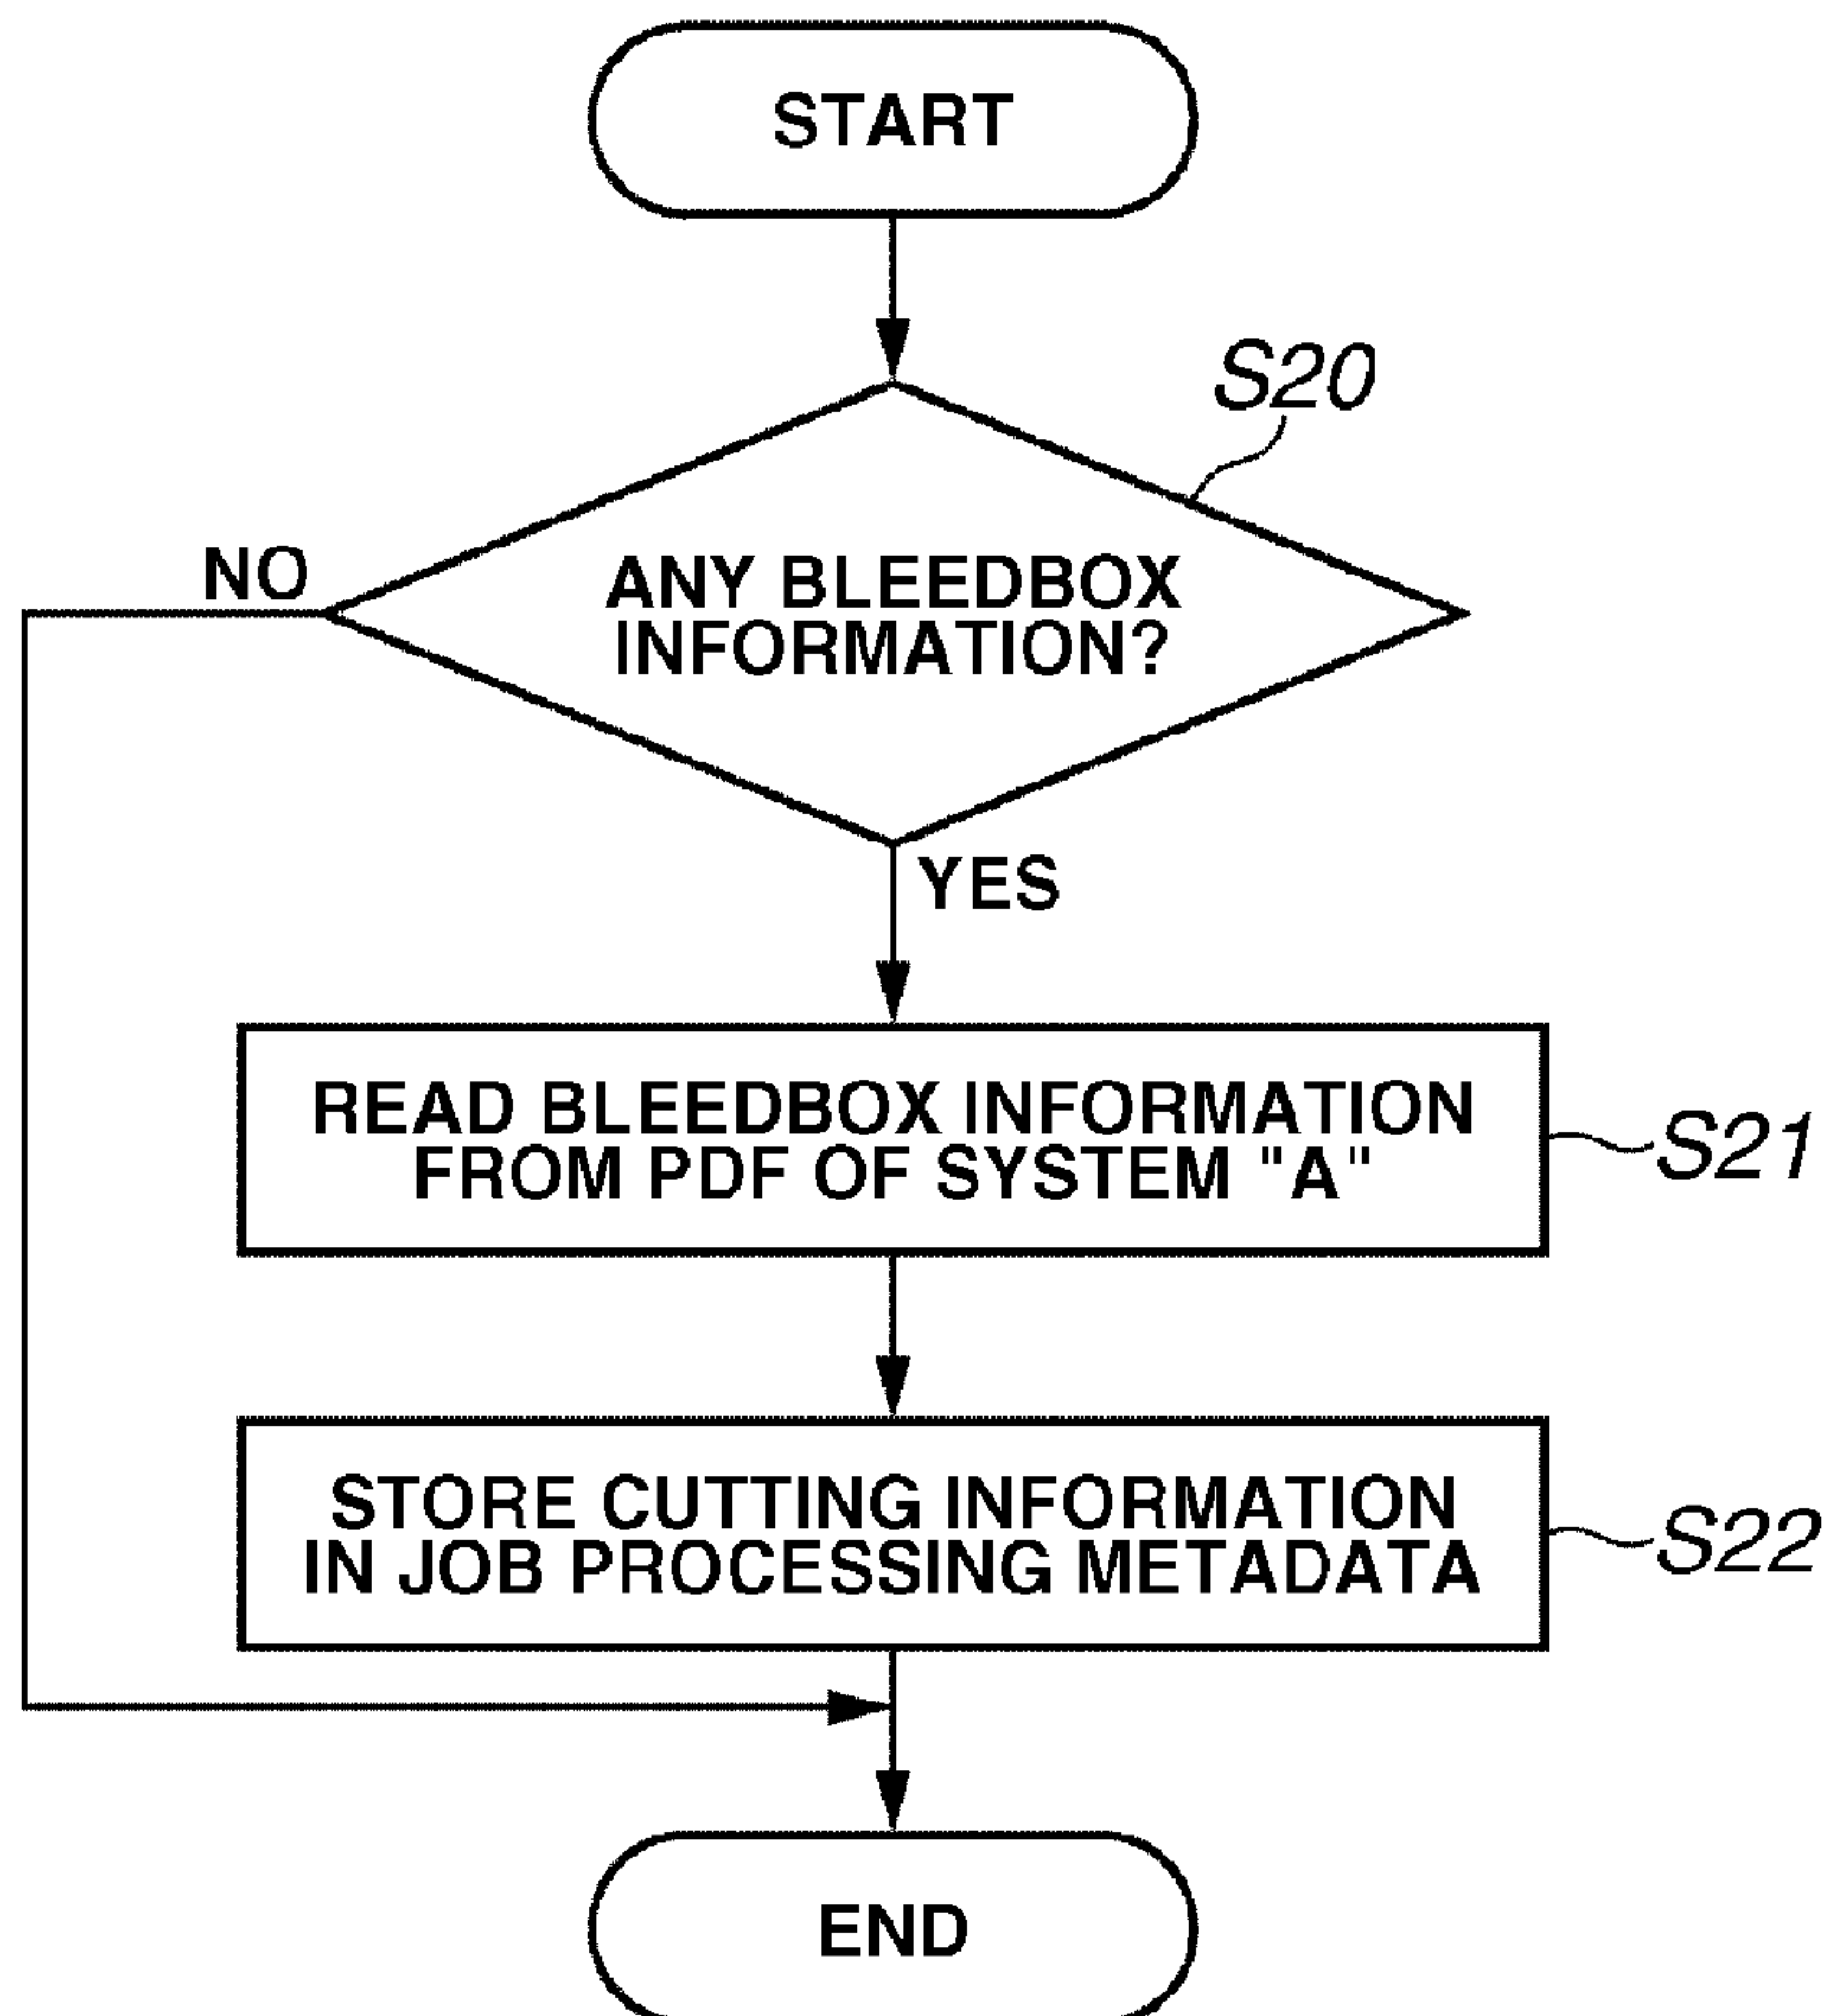 START
S20
NO
ANY BLEEDBOX
INFORMATION?
YES
READ BLEEDBOX INFORMATION
FROM PDF OF SYSTEM "A"
S21
STORE CUTTING INFORMATION
IN JOB PROCESSING METADATA
S22
END